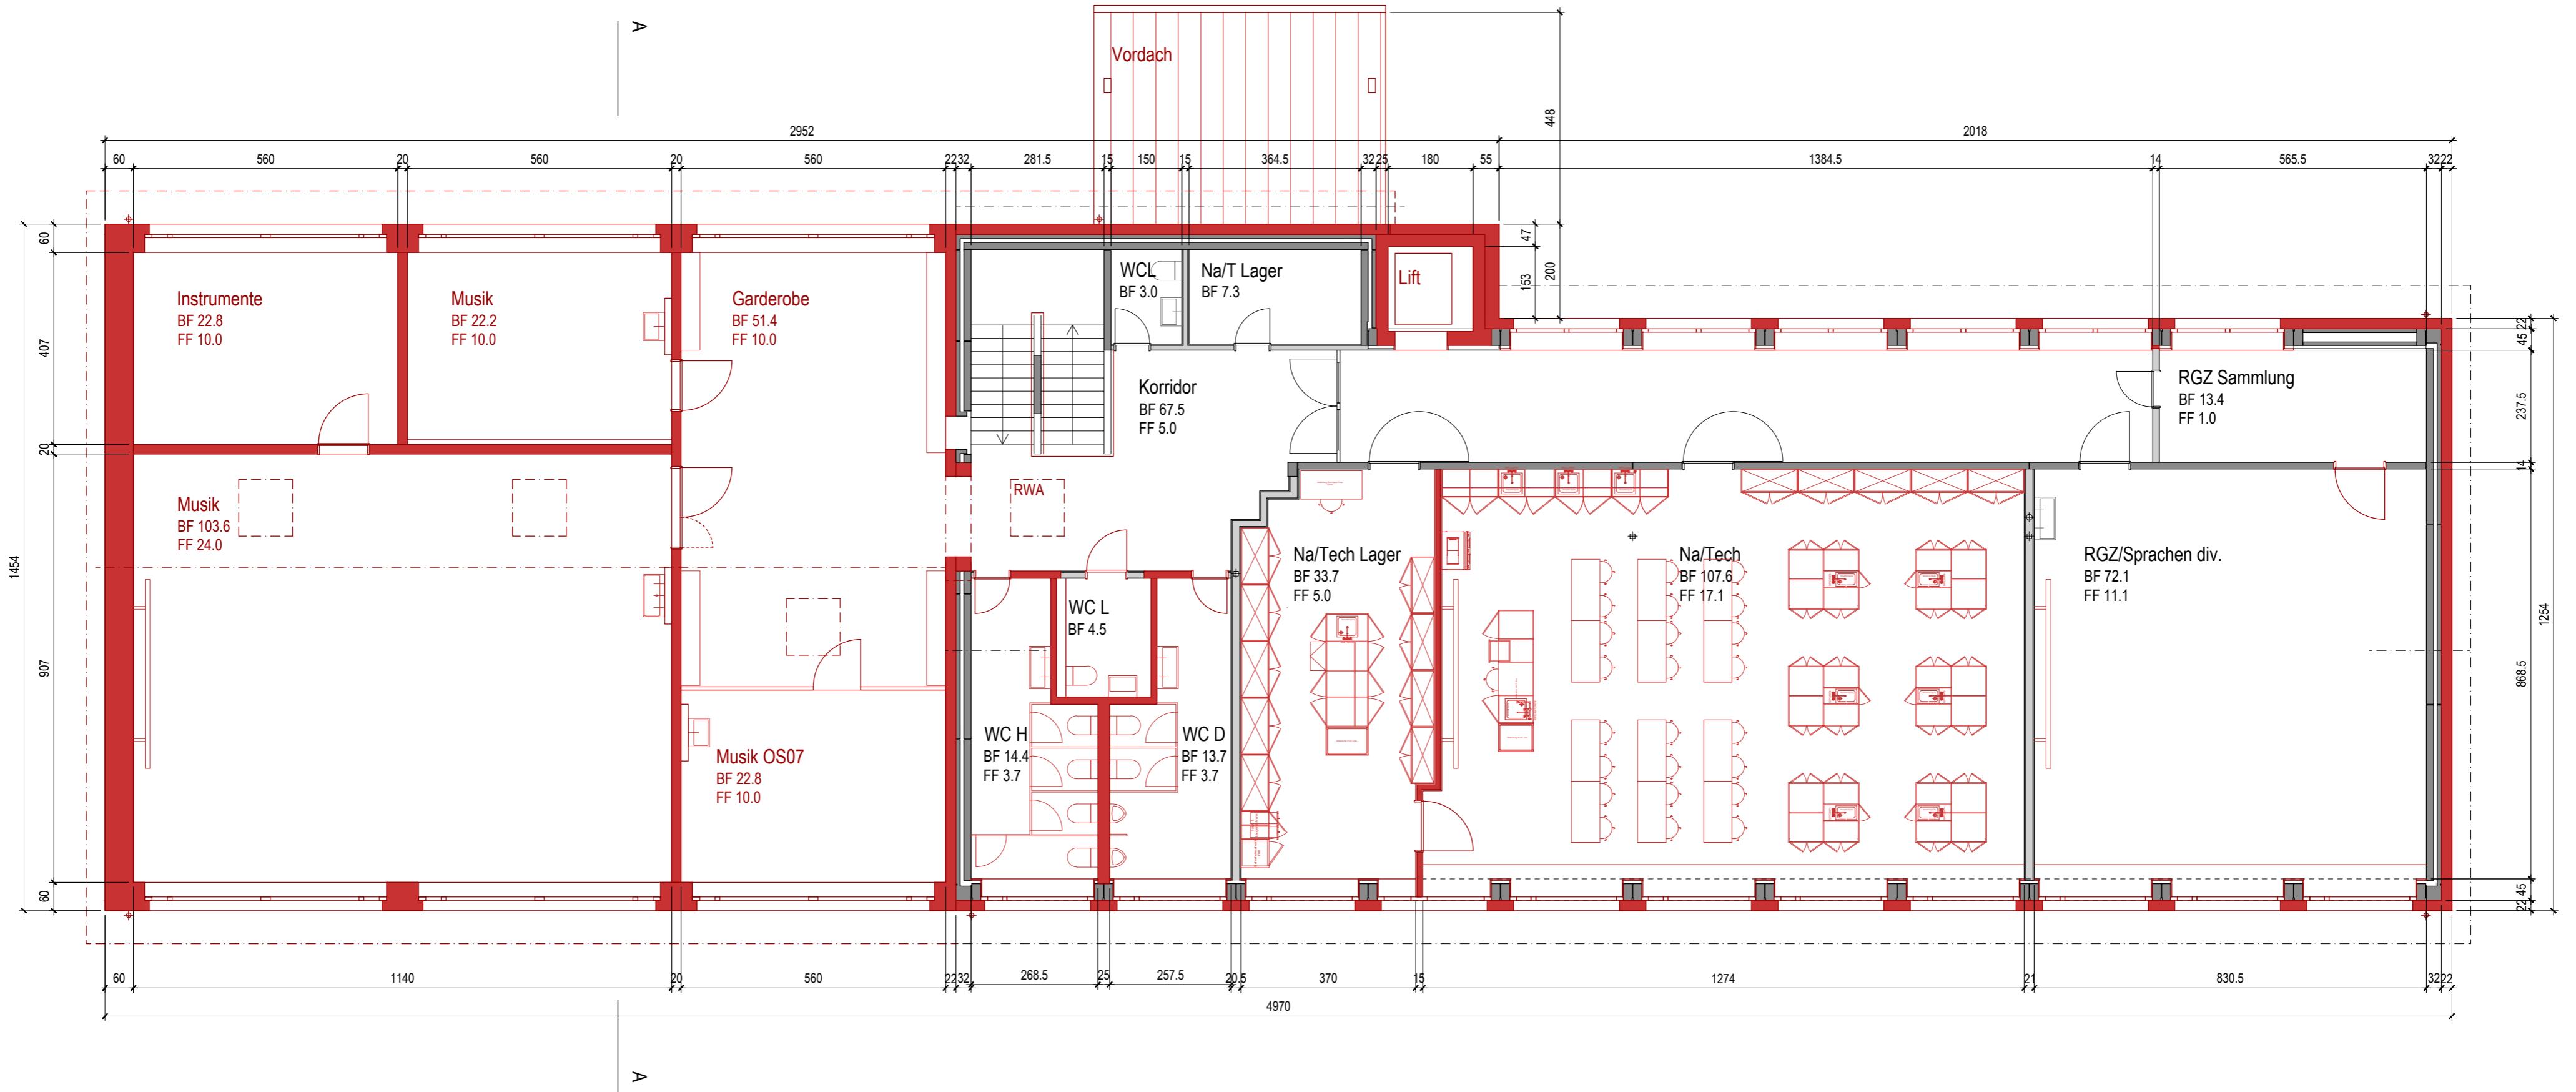 A
Vordach
448
2952
2018
60
560
20
560
20
560
22
32
281.5
15
150
15
364.5
32
25
180
55
1384.5
14
565.5
32
22
1454
60
407
20
907
60
47
153
200
Instrumente
BF 22.8
FF 10.0
Musik
BF 22.2
FF 10.0
Garderobe
BF 51.4
FF 10.0
WCL
BF 3.0
Na/T Lager
BF 7.3
Lift
Korridor
BF 67.5
FF 5.0
RGZ Sammlung
BF 13.4
FF 1.0
Musik
BF 103.6
FF 24.0
RWA
Na/Tech Lager
BF 33.7
FF 5.0
Na/Tech
BF 107.6
FF 17.1
RGZ/Sprachen div.
BF 72.1
FF 11.1
WC L
BF 4.5
WC H
BF 14.4
FF 3.7
WC D
BF 13.7
FF 3.7
Musik OS07
BF 22.8
FF 10.0
22
45
237.5
14
868.5
45
22
1254
60
1140
20
560
22
32
268.5
25
257.5
20.5
370
15
1274
21
830.5
32
22
4970
A